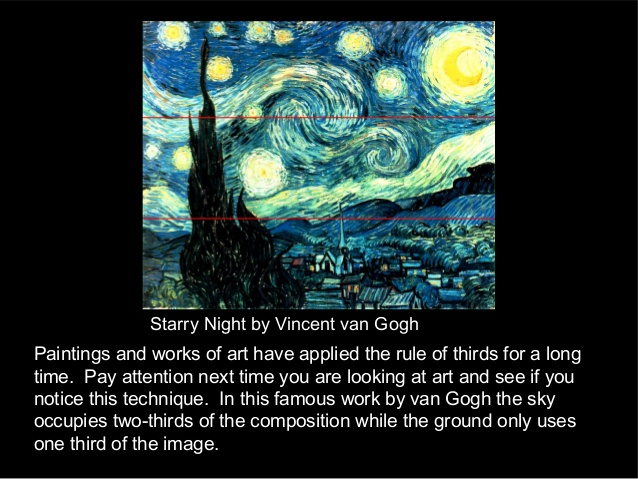 Starry Night by Vincent van Gogh
Paintings and works of art have applied the rule of thirds for a long
time.  Pay attention next time you are looking at art and see if you
notice this technique.  In this famous work by van Gogh the sky
occupies two-thirds of the composition while the ground only uses
one third of the image.